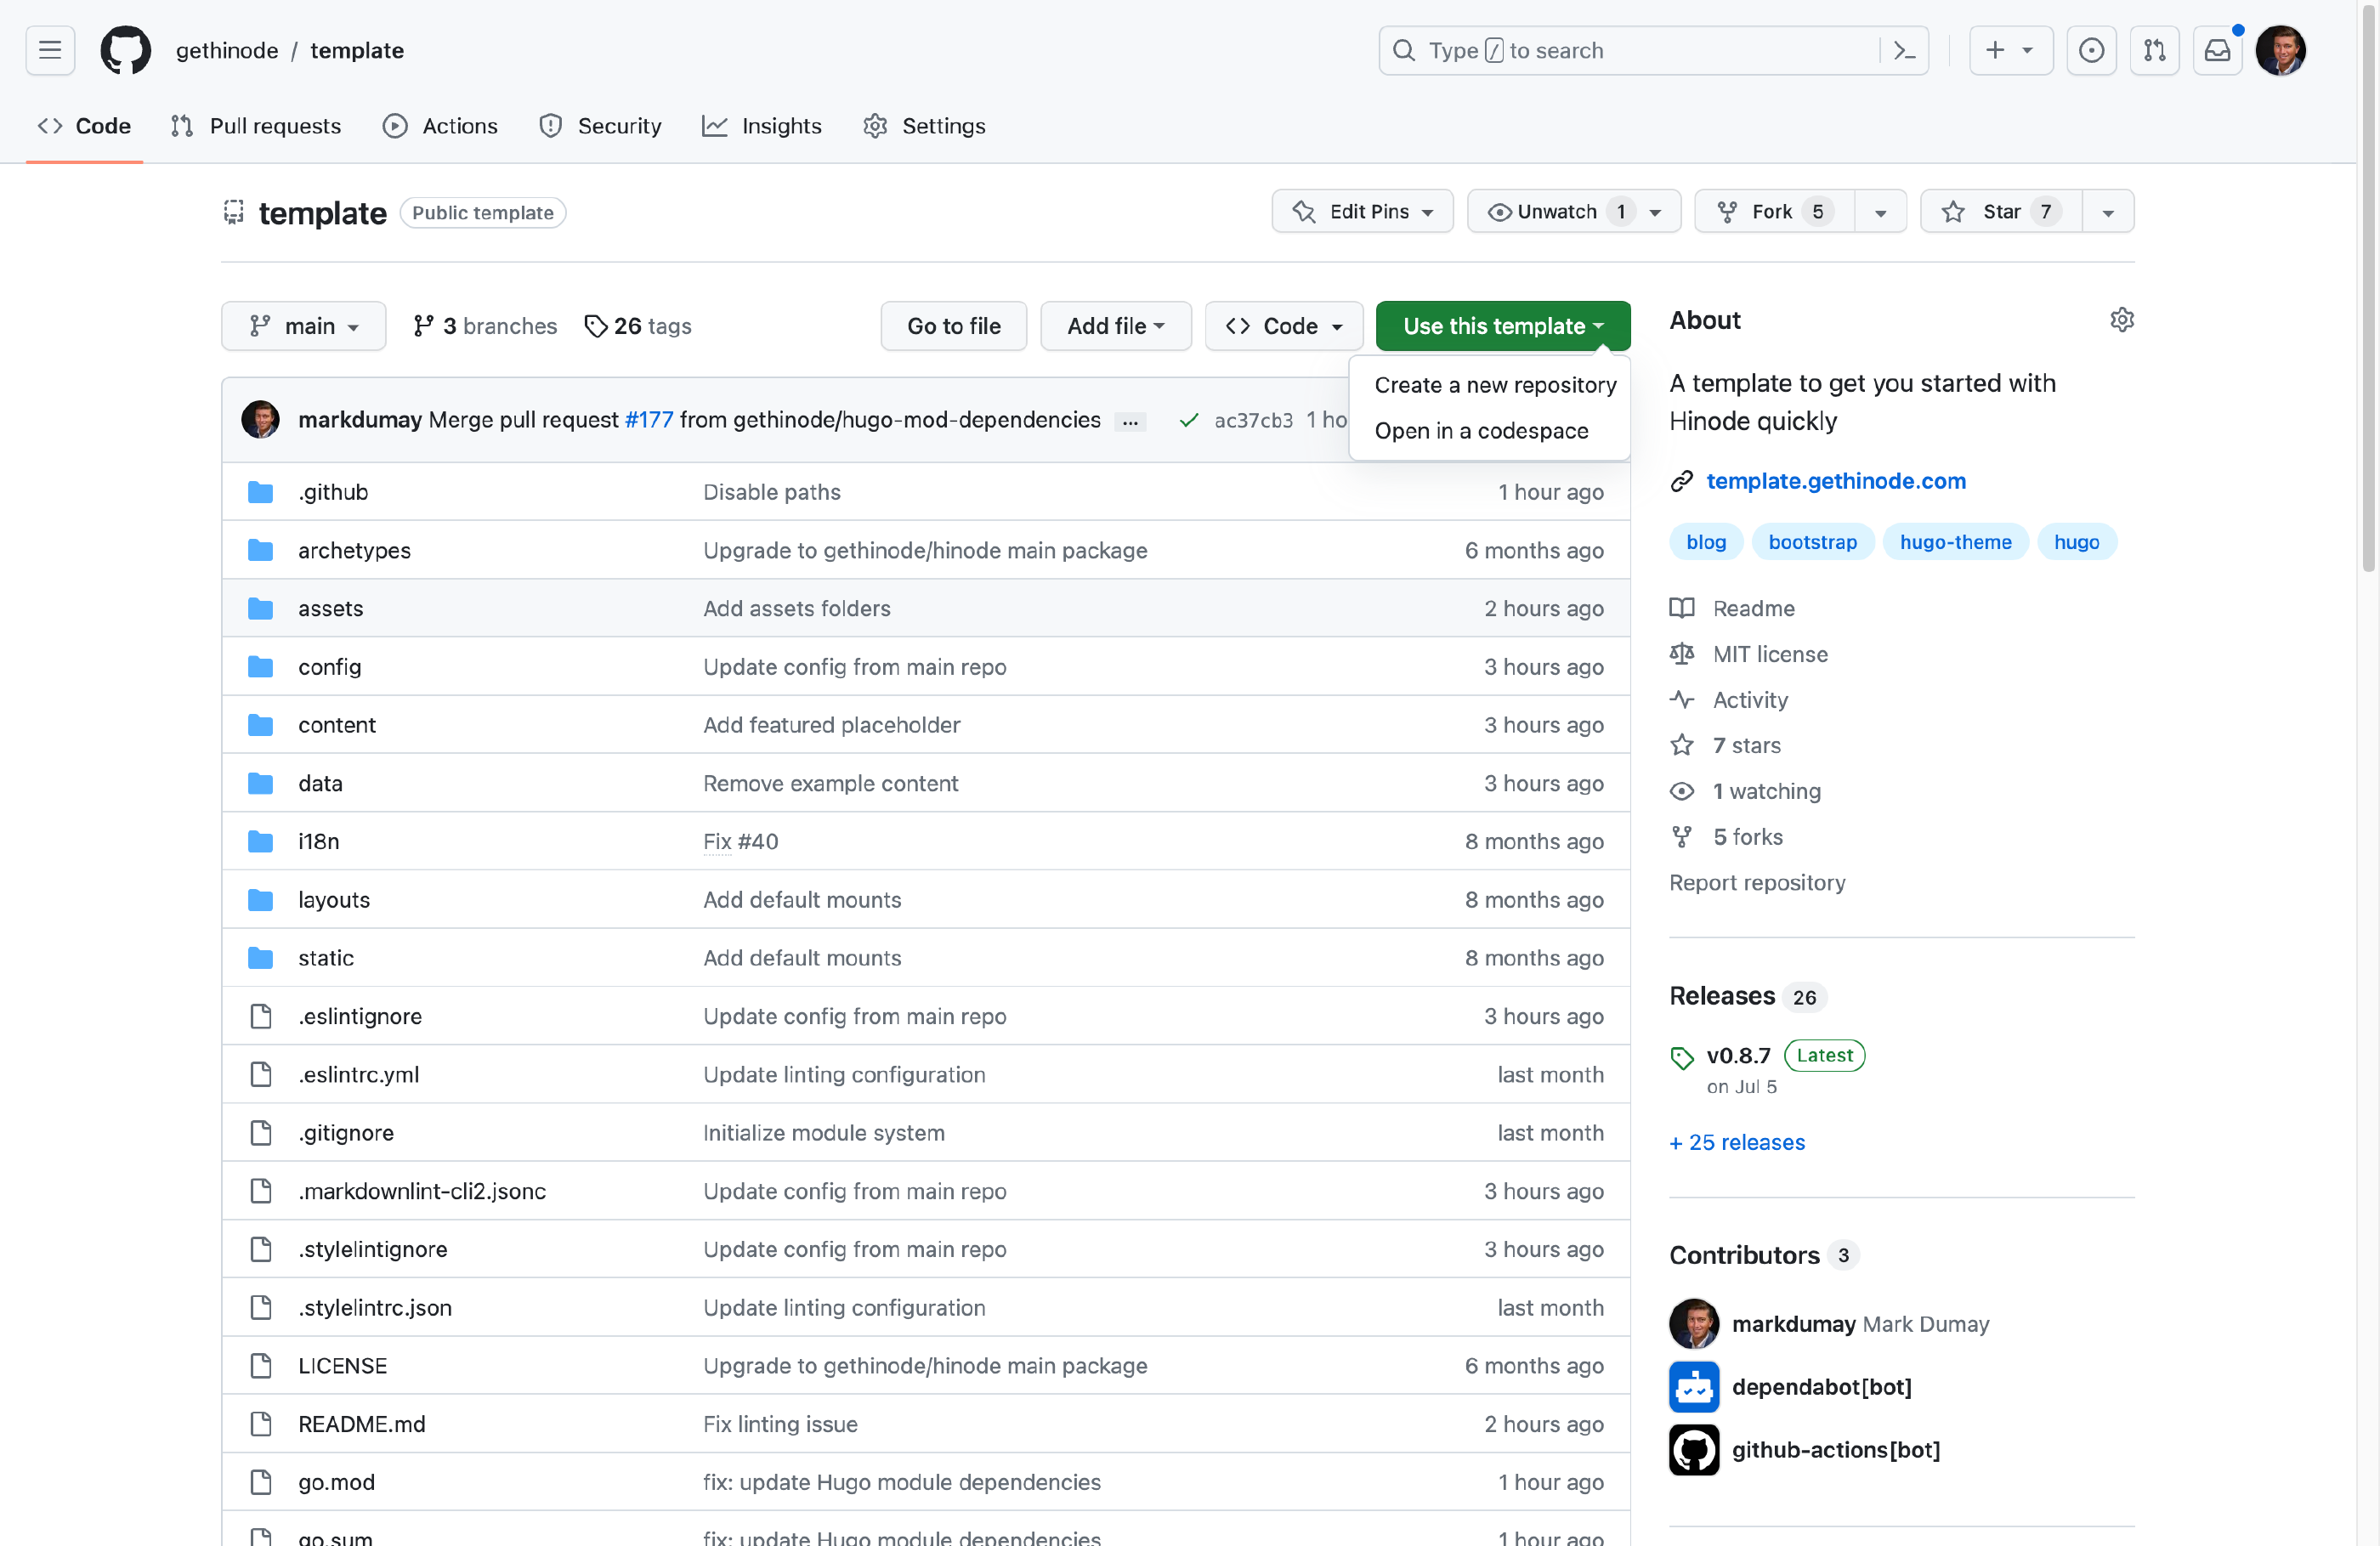 gethinode / template
Type / to search
Code
Pull requests
Actions
Security
Insights
Settings
template Public template
Edit Pins
Unwatch 1
Fork 5
Star 7
main
3 branches
26 tags
Go to file
Add file
Code
Use this template
Create a new repository
Open in a codespace
markdumay Merge pull request #177 from gethinode/hugo-mod-dependencies ... ac37cb3 1 ho
.github Disable paths 1 hour ago
archetypes Upgrade to gethinode/hinode main package 6 months ago
assets Add assets folders 2 hours ago
config Update config from main repo 3 hours ago
content Add featured placeholder 3 hours ago
data Remove example content 3 hours ago
i18n Fix #40 8 months ago
layouts Add default mounts 8 months ago
static Add default mounts 8 months ago
.eslintignore Update config from main repo 3 hours ago
.eslintrc.yml Update linting configuration last month
.gitignore Initialize module system last month
.markdownlint-cli2.jsonc Update config from main repo 3 hours ago
.stylelintignore Update config from main repo 3 hours ago
.stylelintrc.json Update linting configuration last month
LICENSE Upgrade to gethinode/hinode main package 6 months ago
README.md Fix linting issue 2 hours ago
go.mod fix: update Hugo module dependencies 1 hour ago
go.sum fix: update Hugo module dependencies 1 hour ago
About
A template to get you started with
Hinode quickly
template.gethinode.com
blog bootstrap hugo-theme hugo
Readme
MIT license
Activity
7 stars
1 watching
5 forks
Report repository
Releases 26
v0.8.7 Latest
on Jul 5
+ 25 releases
Contributors 3
markdumay Mark Dumay
dependabot[bot]
github-actions[bot]